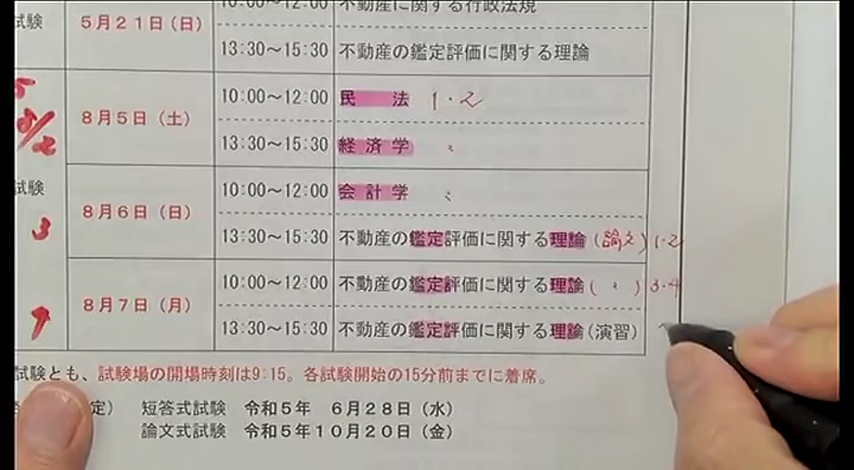 10:00～12:00 不動産に関する行政法規
試験 5月21日(日)
13:30～15:30 不動産の鑑定評価に関する理論
10:00～12:00 民 法 1・2
8月5日(土)
13:30～15:30 経済学
試験 10:00～12:00 会計学
8月6日(日)
3 13:30～15:30 不動産の鑑定評価に関する理論(論文)1・2
10:00～12:00 不動産の鑑定評価に関する理論( 〃 )3・4
8月7日(月)
13:30～15:30 不動産の鑑定評価に関する理論(演習)
試験とも、試験場の開場時刻は9:15。各試験開始の15分前までに着席。
定) 短答式試験 令和5年 6月28日(水)
論文式試験 令和5年10月20日(金)